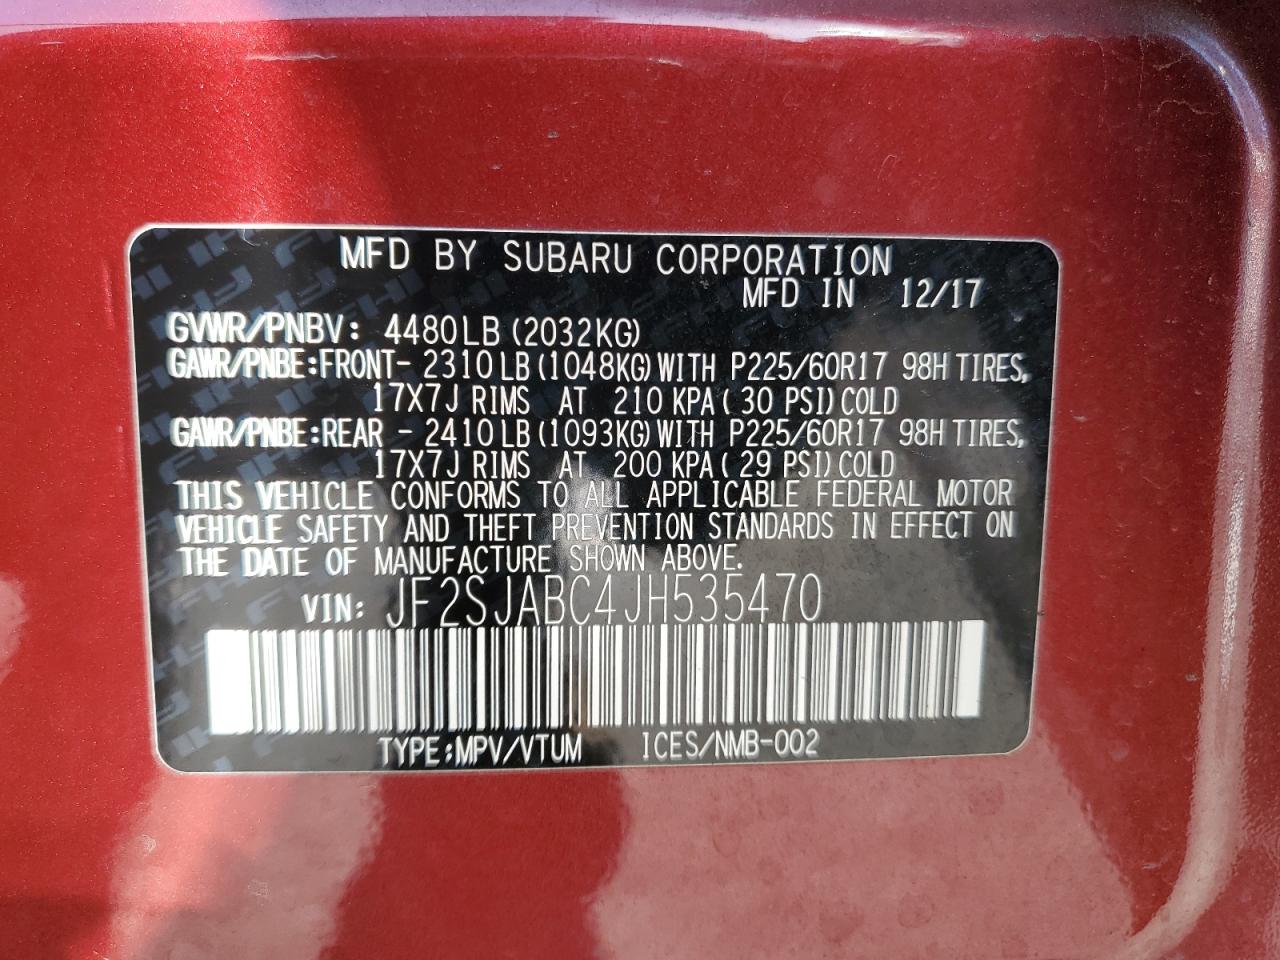 MFD BY SUBARU CORPORATION
MFD IN 12/17
GVWR/PNBV: 4480LB (2032KG)
GAWR/PNBE:FRONT- 2310LB (1048KG) WITH P225/60R17 98H TIRES,
17X7J RIMS AT 210 KPA (30 PSI) COLD
GAWR/PNBE:REAR - 2410LB (1093KG) WITH P225/60R17 98H TIRES,
17X7J RIMS AT 200 KPA (29 PSI) COLD
THIS VEHICLE CONFORMS TO ALL APPLICABLE FEDERAL MOTOR
VEHICLE SAFETY AND THEFT PREVENTION STANDARDS IN EFFECT ON
THE DATE OF MANUFACTURE SHOWN ABOVE.
VIN: JF2SJABC4JH535470
TYPE:MPV/VTUM ICES/NMB-002